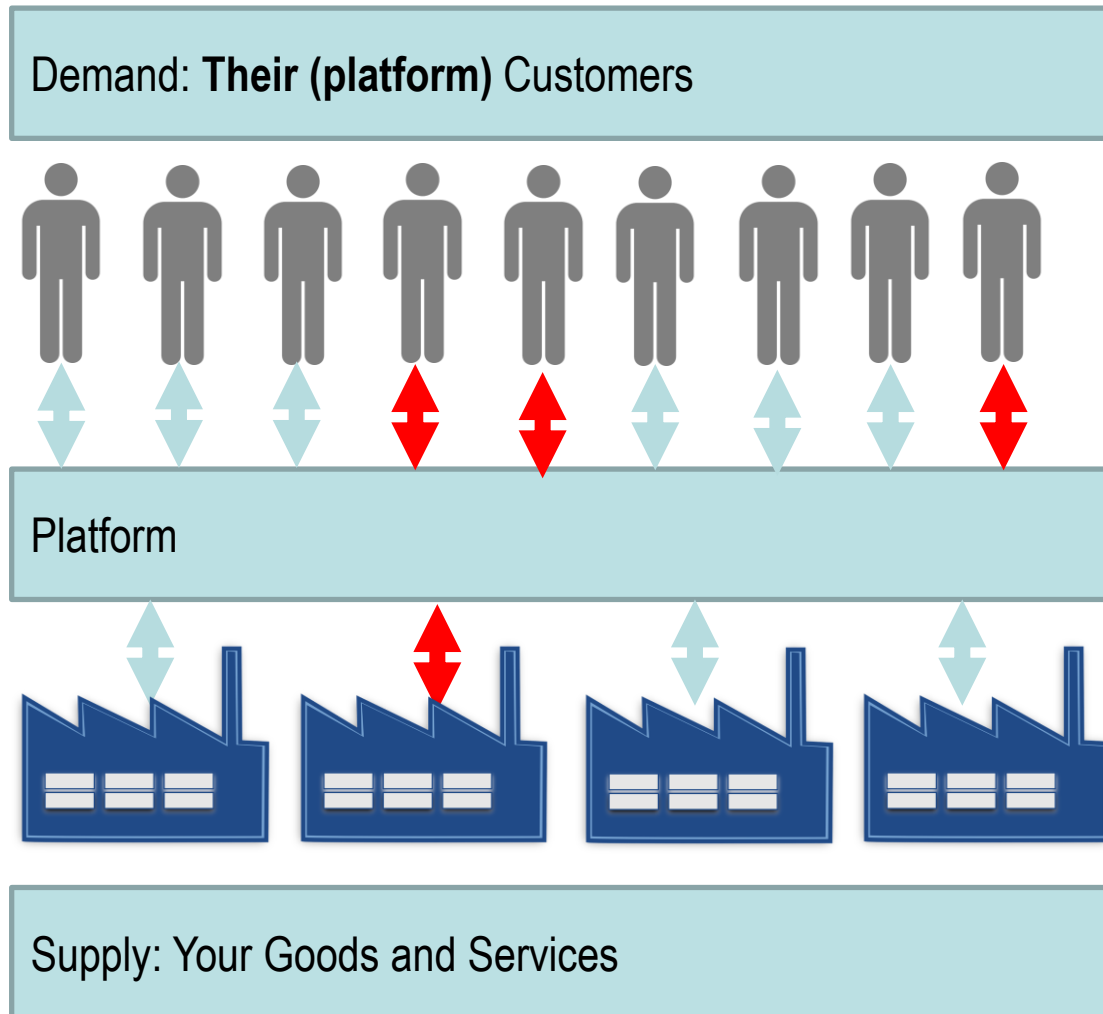 Demand: Their (platform) Customers
Platform
Supply: Your Goods and Services